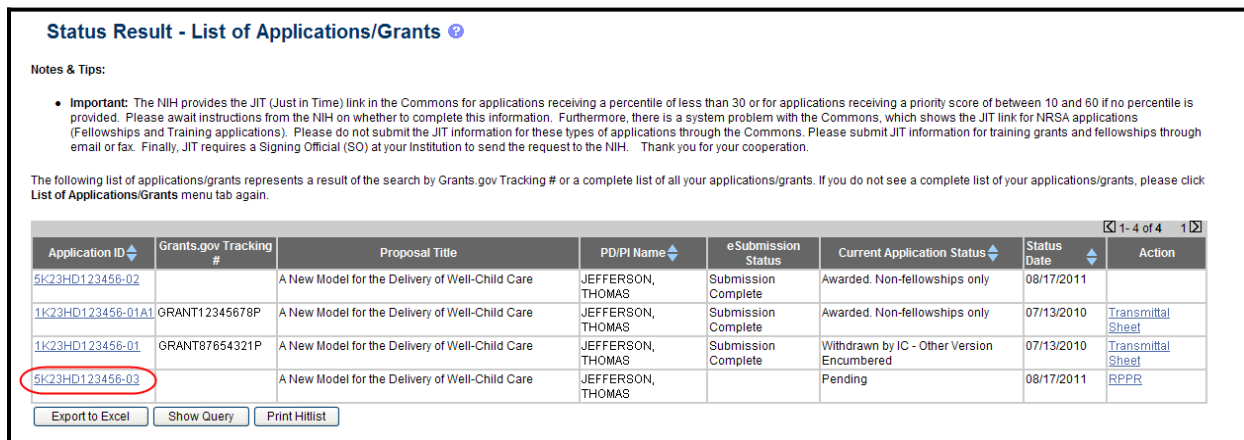 Status Result - List of Applications/Grants ?
Notes & Tips:
• Important: The NIH provides the JIT (Just in Time) link in the Commons for applications receiving a percentile of less than 30 or for applications receiving a priority score of between 10 and 60 if no percentile is
provided. Please await instructions from the NIH on whether to complete this information. Furthermore, there is a system problem with the Commons, which shows the JIT link for NRSA applications
(Fellowships and Training applications). Please do not submit the JIT information for these types of applications through the Commons. Please submit JIT information for training grants and fellowships through
email or fax. Finally, JIT requires a Signing Official (SO) at your Institution to send the request to the NIH. Thank you for your cooperation.
The following list of applications/grants represents a result of the search by Grants.gov Tracking # or a complete list of all your applications/grants. If you do not see a complete list of your applications/grants, please click
List of Applications/Grants menu tab again.
1- 4 of 4 1
Application ID Grants.gov Tracking # Proposal Title PD/PI Name eSubmission Status Current Application Status Status Date Action
5K23HD123456-02 A New Model for the Delivery of Well-Child Care JEFFERSON, THOMAS Submission Complete Awarded. Non-fellowships only 08/17/2011
1K23HD123456-01A1 GRANT12345678P A New Model for the Delivery of Well-Child Care JEFFERSON, THOMAS Submission Complete Awarded. Non-fellowships only 07/13/2010 Transmittal Sheet
1K23HD123456-01 GRANT87654321P A New Model for the Delivery of Well-Child Care JEFFERSON, THOMAS Submission Complete Withdrawn by IC - Other Version Encumbered 07/13/2010 Transmittal Sheet
5K23HD123456-03 A New Model for the Delivery of Well-Child Care JEFFERSON, THOMAS Pending 08/17/2011 RPPR
Export to Excel Show Query Print Hitlist